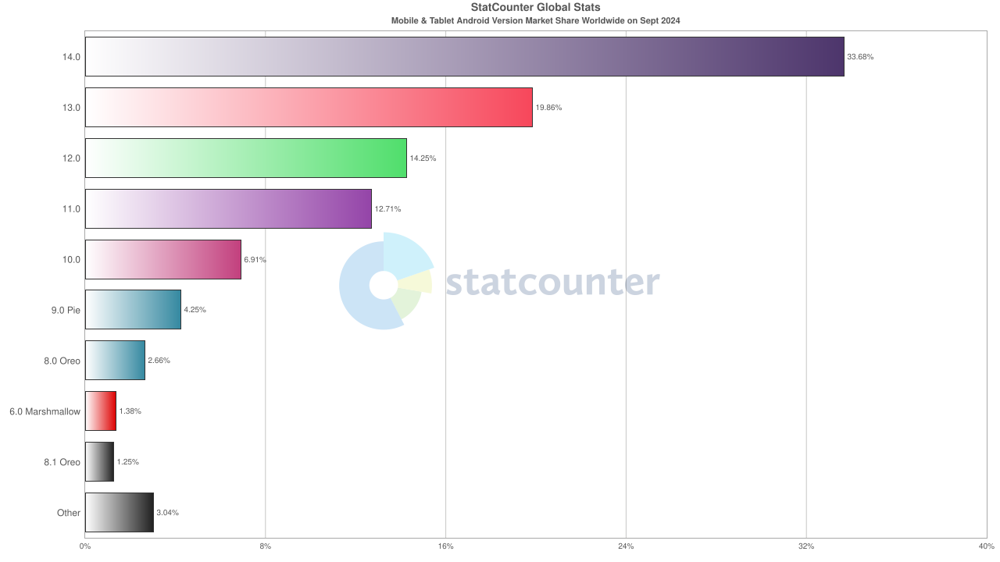 StatCounter Global Stats
Mobile & Tablet Android Version Market Share Worldwide on Sept 2024
14.0 33.68%
13.0 19.86%
12.0 14.25%
11.0 12.71%
10.0 6.91%
statcounter
9.0 Pie 4.25%
8.0 Oreo 2.66%
6.0 Marshmallow 1.38%
8.1 Oreo 1.25%
Other 3.04%
0% 8% 16% 24% 32% 40%